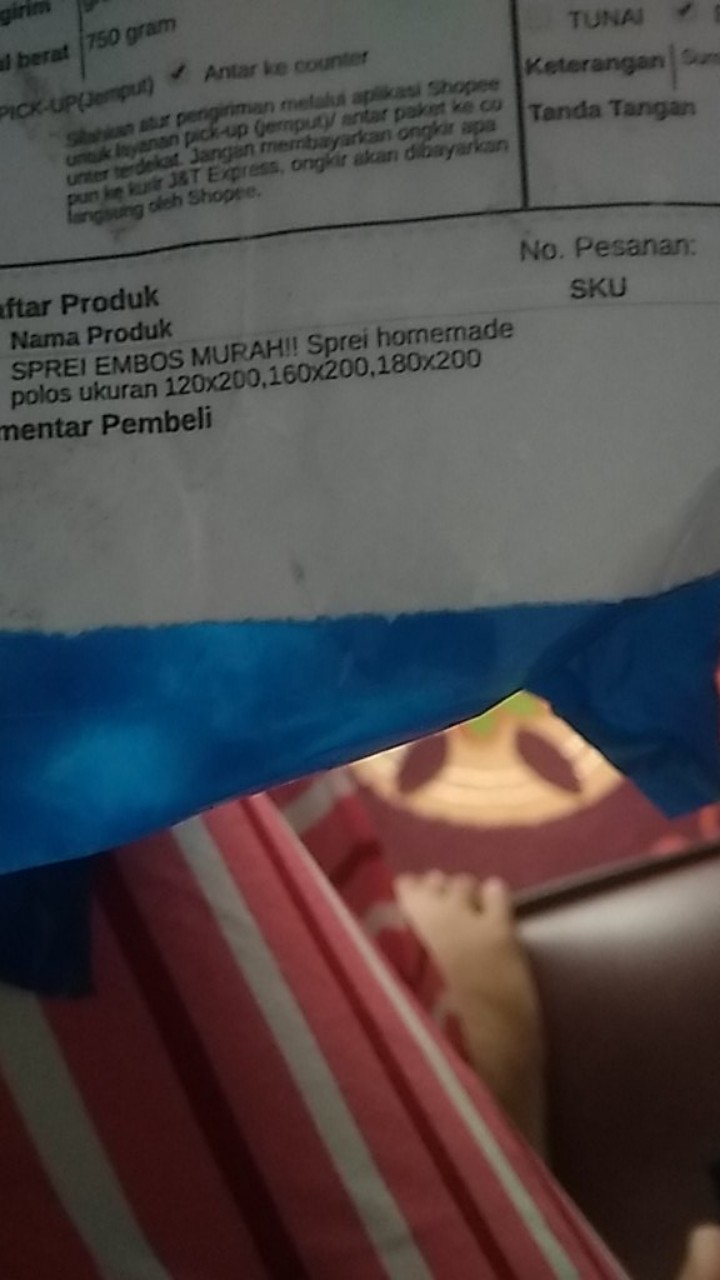 girim
TUNAI
al berat 750 gram
PICK-UP(Jemput) ✓ Antar ke counter
Keterangan
Silahkan atur pengiriman melalui aplikasi Shopee
untuk layanan pick-up (jemput)/ antar paket ke co
unter terdekat. Jangan membayarkan ongkir apa
pun ke kurir J&T Express, ongkir akan dibayarkan
langsung oleh Shopee.
Tanda Tangan
No. Pesanan:
aftar Produk
SKU
Nama Produk
SPREI EMBOS MURAH!! Sprei homemade
polos ukuran 120x200,160x200,180x200
mentar Pembeli